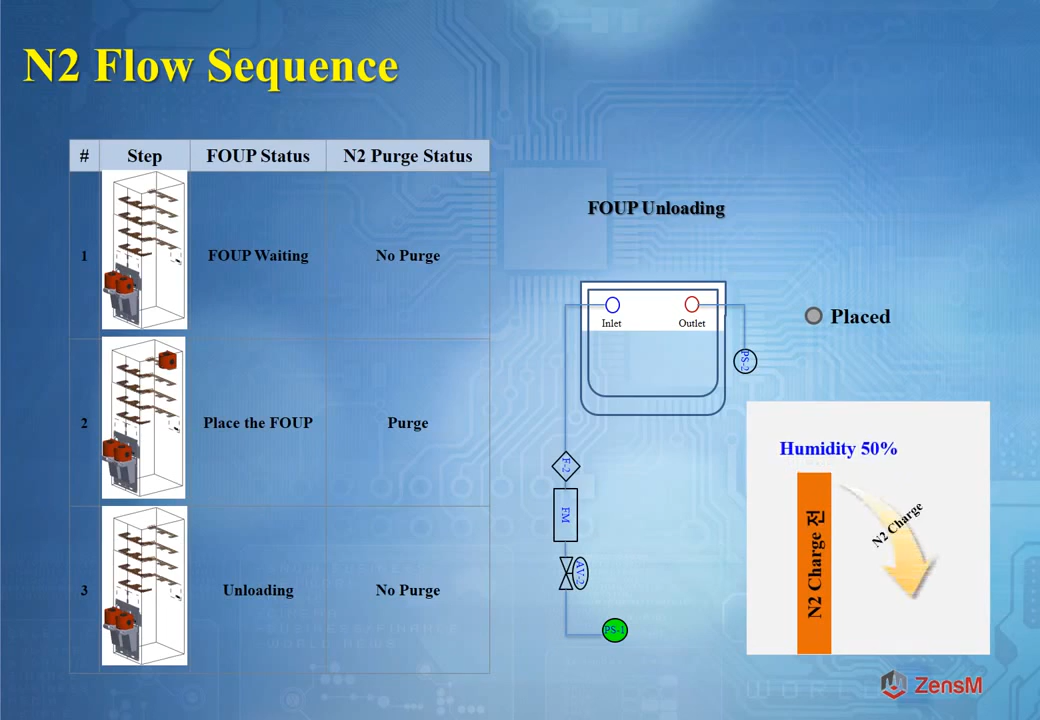 N2 Flow Sequence
# Step FOUP Status N2 Purge Status
1 FOUP Waiting No Purge
2 Place the FOUP Purge
3 Unloading No Purge
FOUP Unloading
Inlet Outlet
PS-2
Placed
F-2
FM
AV-2
PS-1
Humidity 50%
N2 Charge 전
N2 Charge
ZensM